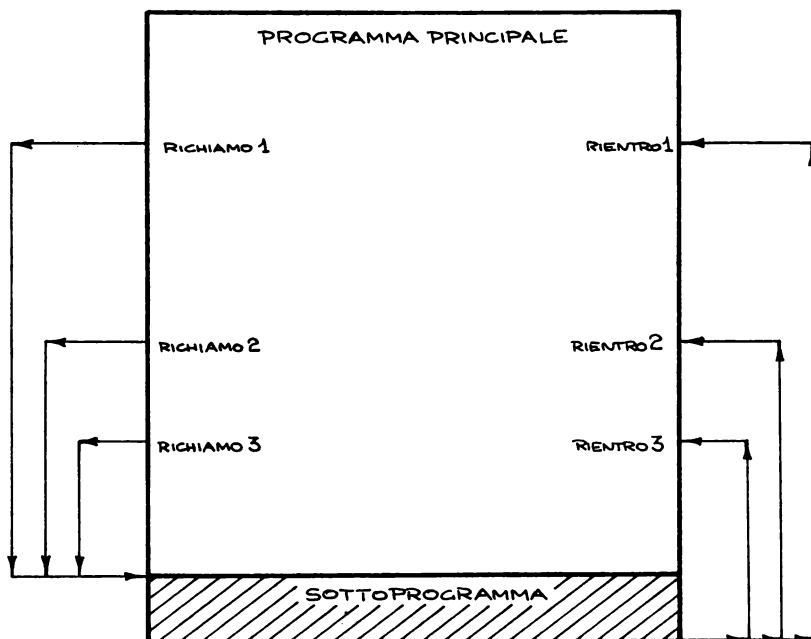 PROGRAMMA PRINCIPALE
RICHIAMO 1
RIENTRO 1
RICHIAMO 2
RIENTRO 2
RICHIAMO 3
RIENTRO 3
SOTTOPROGRAMMA